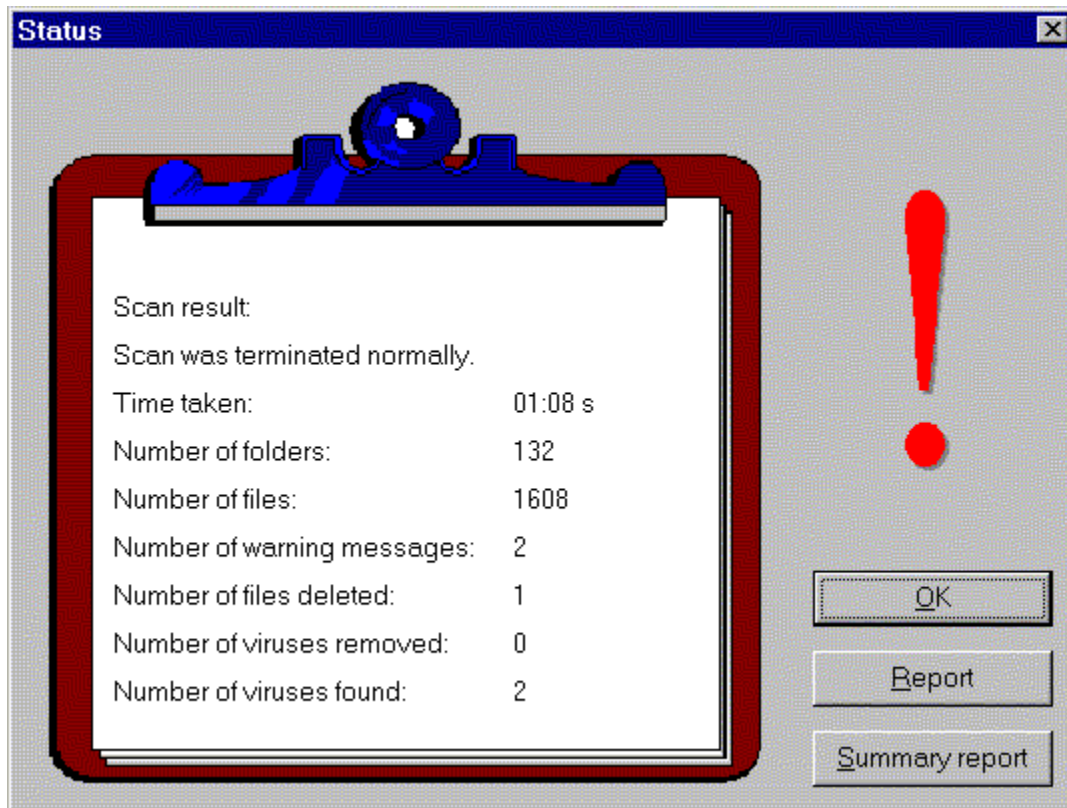 Status
Scan result:
Scan was terminated normally.
Time taken: 01:08 s
Number of folders: 132
Number of files: 1608
Number of warning messages: 2
Number of files deleted: 1
Number of viruses removed: 0
Number of viruses found: 2
OK
Report
Summary report